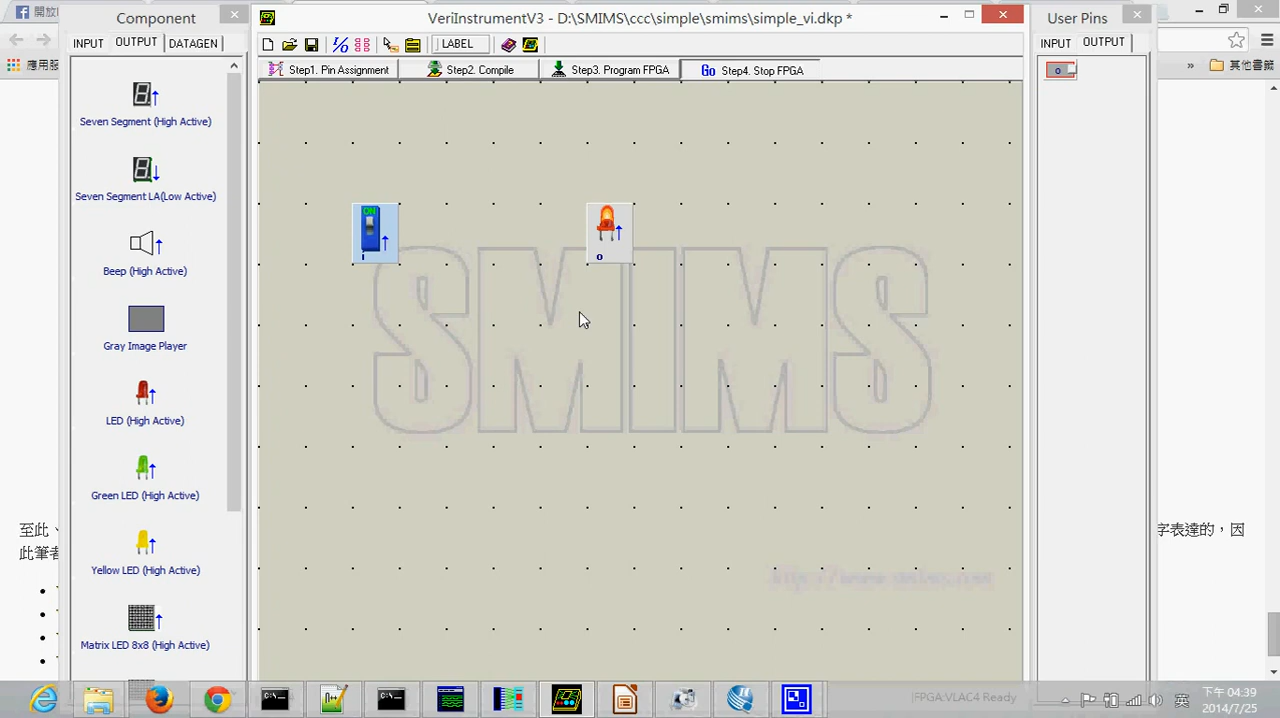 Component
VeriInstrumentV3 - D:\SMIMS\ccc\simple\smims\simple_vi.dkp *
User Pins
INPUT
OUTPUT
DATAGEN
LABEL
INPUT
OUTPUT
Step1. Pin Assignment
Step2. Compile
Step3. Program FPGA
Go
Step4. Stop FPGA
o
應用
»
其他書籤
Seven Segment (High Active)
Seven Segment LA(Low Active)
Beep (High Active)
Gray Image Player
LED (High Active)
Green LED (High Active)
Yellow LED (High Active)
Matrix LED 8x8 (High Active)
ON
i
o
SMIMS
至此、
字表達的，因
此筆者
FPGA:VLAC4 Ready
英
下午 04:39
2014/7/25